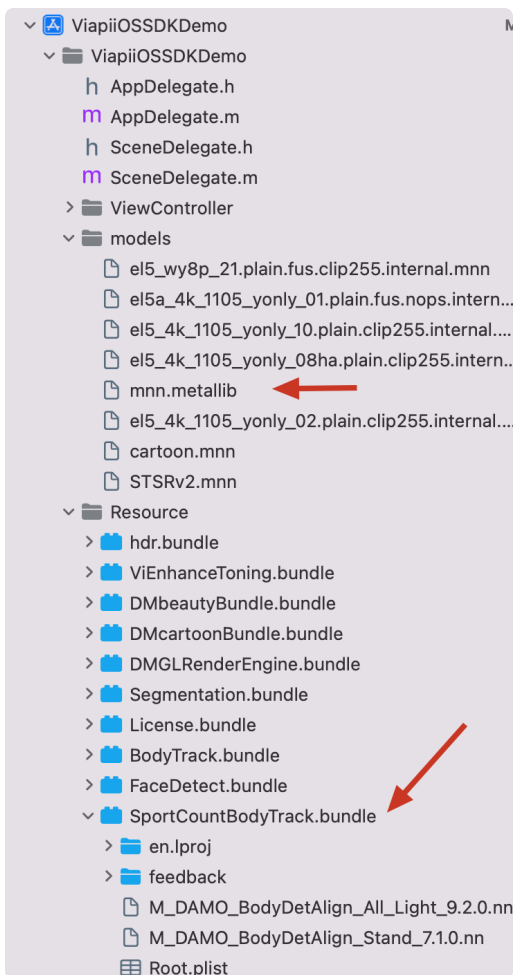 ViapiiOSSDKDemo
M
ViapiiOSSDKDemo
h AppDelegate.h
m AppDelegate.m
h SceneDelegate.h
m SceneDelegate.m
ViewController
models
el5_wy8p_21.plain.fus.clip255.internal.mnn
el5a_4k_1105_yonly_01.plain.fus.nops.intern...
el5_4k_1105_yonly_10.plain.clip255.internal....
el5_4k_1105_yonly_08ha.plain.clip255.intern...
mnn.metallib
el5_4k_1105_yonly_02.plain.clip255.internal....
cartoon.mnn
STSRv2.mnn
Resource
hdr.bundle
ViEnhanceToning.bundle
DMbeautyBundle.bundle
DMcartoonBundle.bundle
DMGLRenderEngine.bundle
Segmentation.bundle
License.bundle
BodyTrack.bundle
FaceDetect.bundle
SportCountBodyTrack.bundle
en.lproj
feedback
M_DAMO_BodyDetAlign_All_Light_9.2.0.nn
M_DAMO_BodyDetAlign_Stand_7.1.0.nn
Root.plist